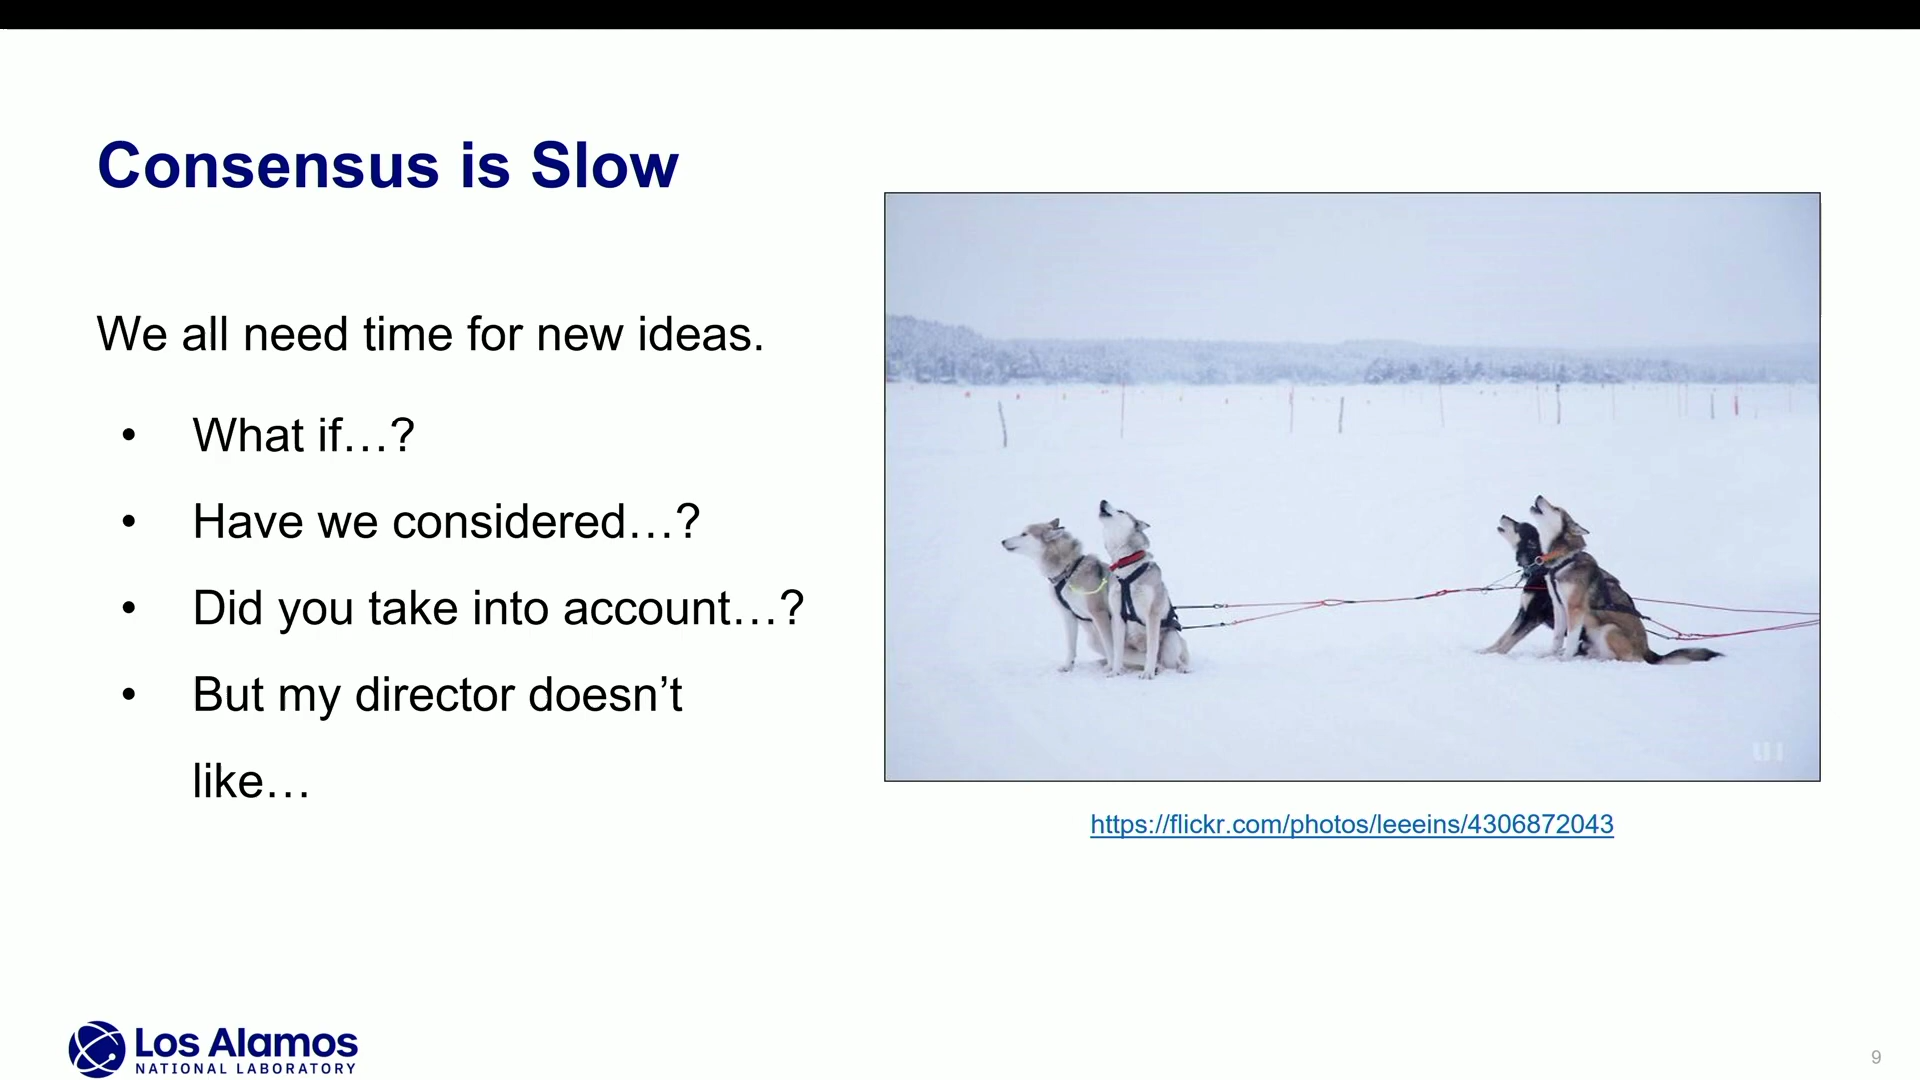 Consensus is Slow
We all need time for new ideas.
• What if…?
• Have we considered…?
• Did you take into account…?
• But my director doesn’t
like…
https://flickr.com/photos/leeeins/4306872043
Los Alamos
NATIONAL LABORATORY
9